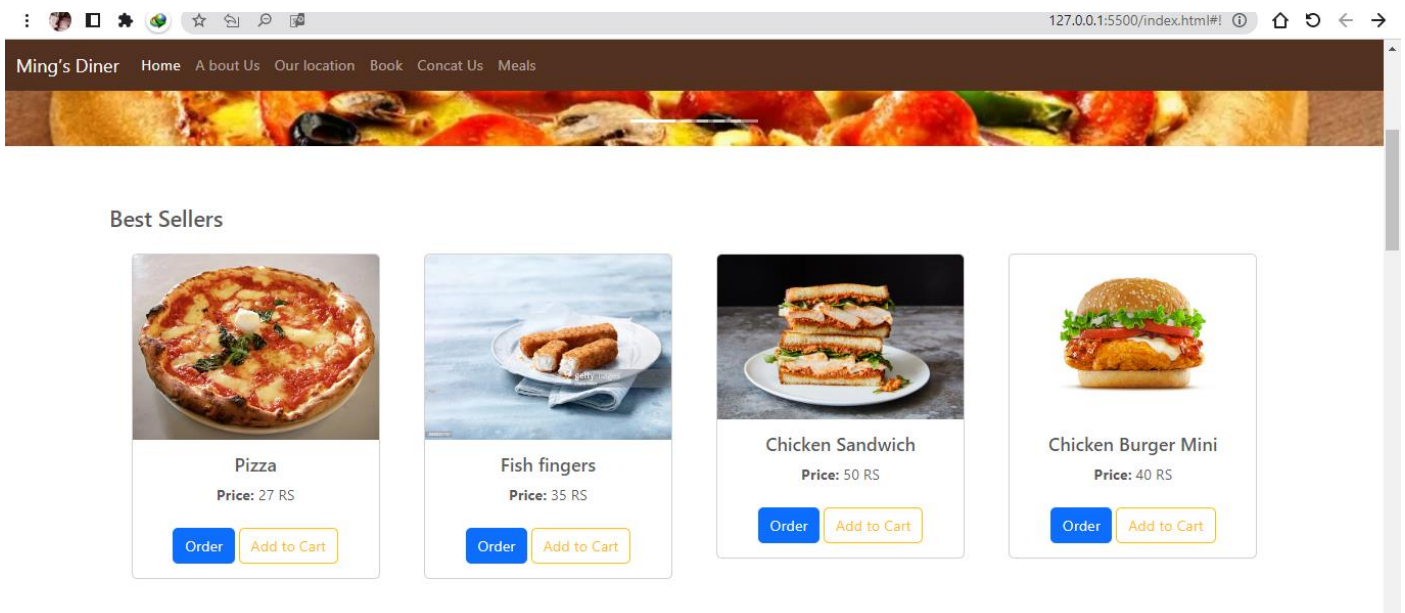 127.0.0.1:5500/index.html#!
Ming's Diner Home A bout Us Our location Book Concat Us Meals
Best Sellers
Pizza
Price: 27 RS
Order Add to Cart
Fish fingers
Price: 35 RS
Order Add to Cart
Chicken Sandwich
Price: 50 RS
Order Add to Cart
Chicken Burger Mini
Price: 40 RS
Order Add to Cart